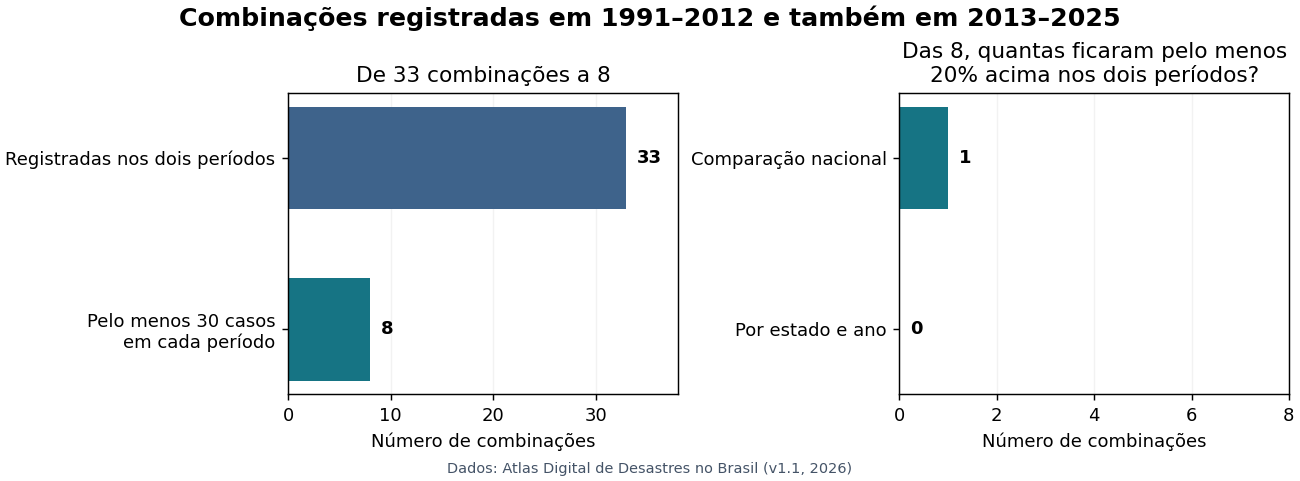 Combinações registradas em 1991–2012 e também em 2013–2025
De 33 combinações a 8
Registradas nos dois períodos
33
Pelo menos 30 casos
em cada período
8
0
10
20
30
Número de combinações
Das 8, quantas ficaram pelo menos
20% acima nos dois períodos?
Comparação nacional
1
Por estado e ano
0
0
2
4
6
8
Número de combinações
Dados: Atlas Digital de Desastres no Brasil (v1.1, 2026)